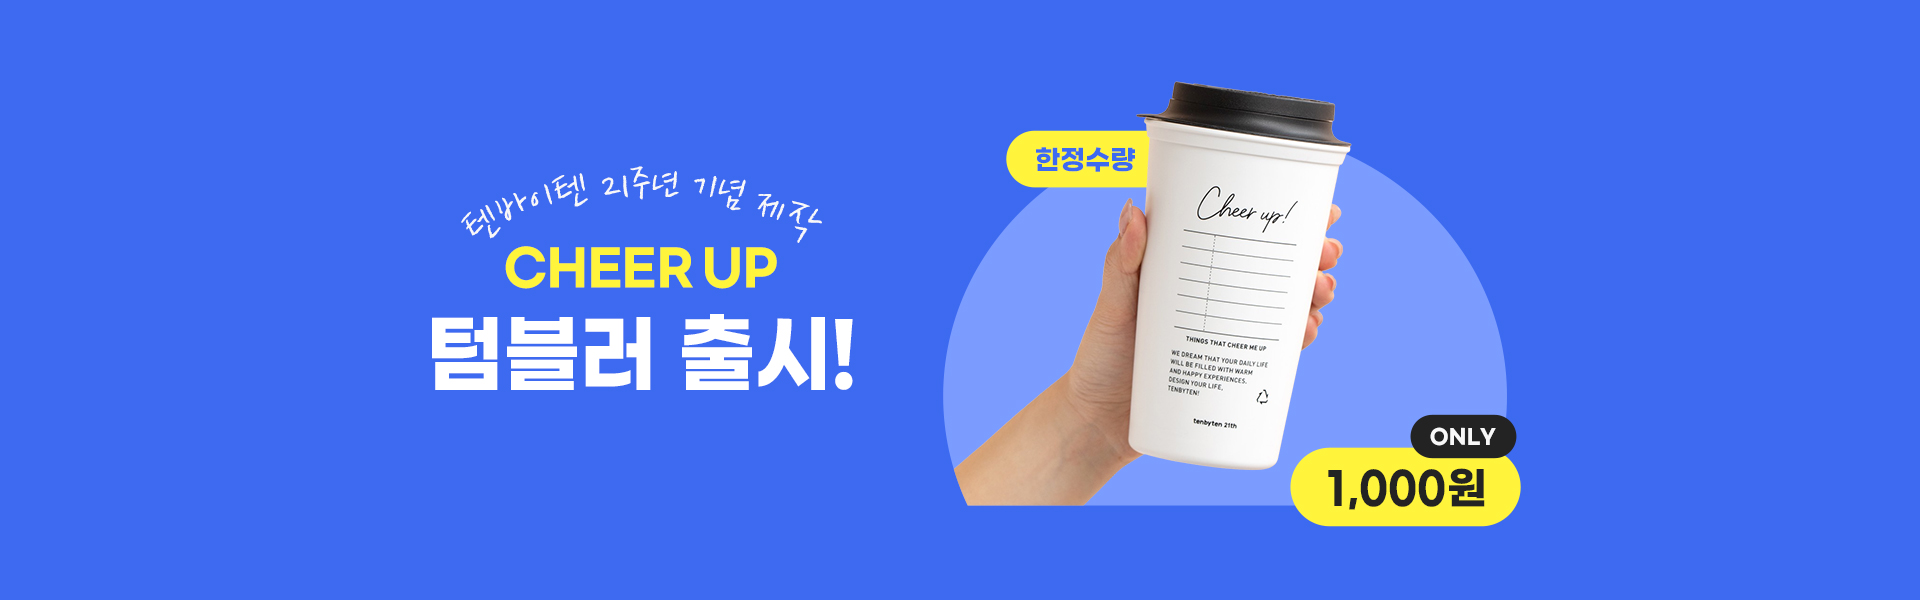 텐바이텐 21주년 기념 제작
CHEER UP
텀블러 출시!
한정수량
Cheer up!
THINGS THAT CHEER ME UP
WE DREAM THAT YOUR DAILY LIFE
WILL BE FILLED WITH WARM
AND HAPPY EXPERIENCES.
DESIGN YOUR LIFE,
TENBYTEN!
tenbyten 21th
ONLY
1,000원